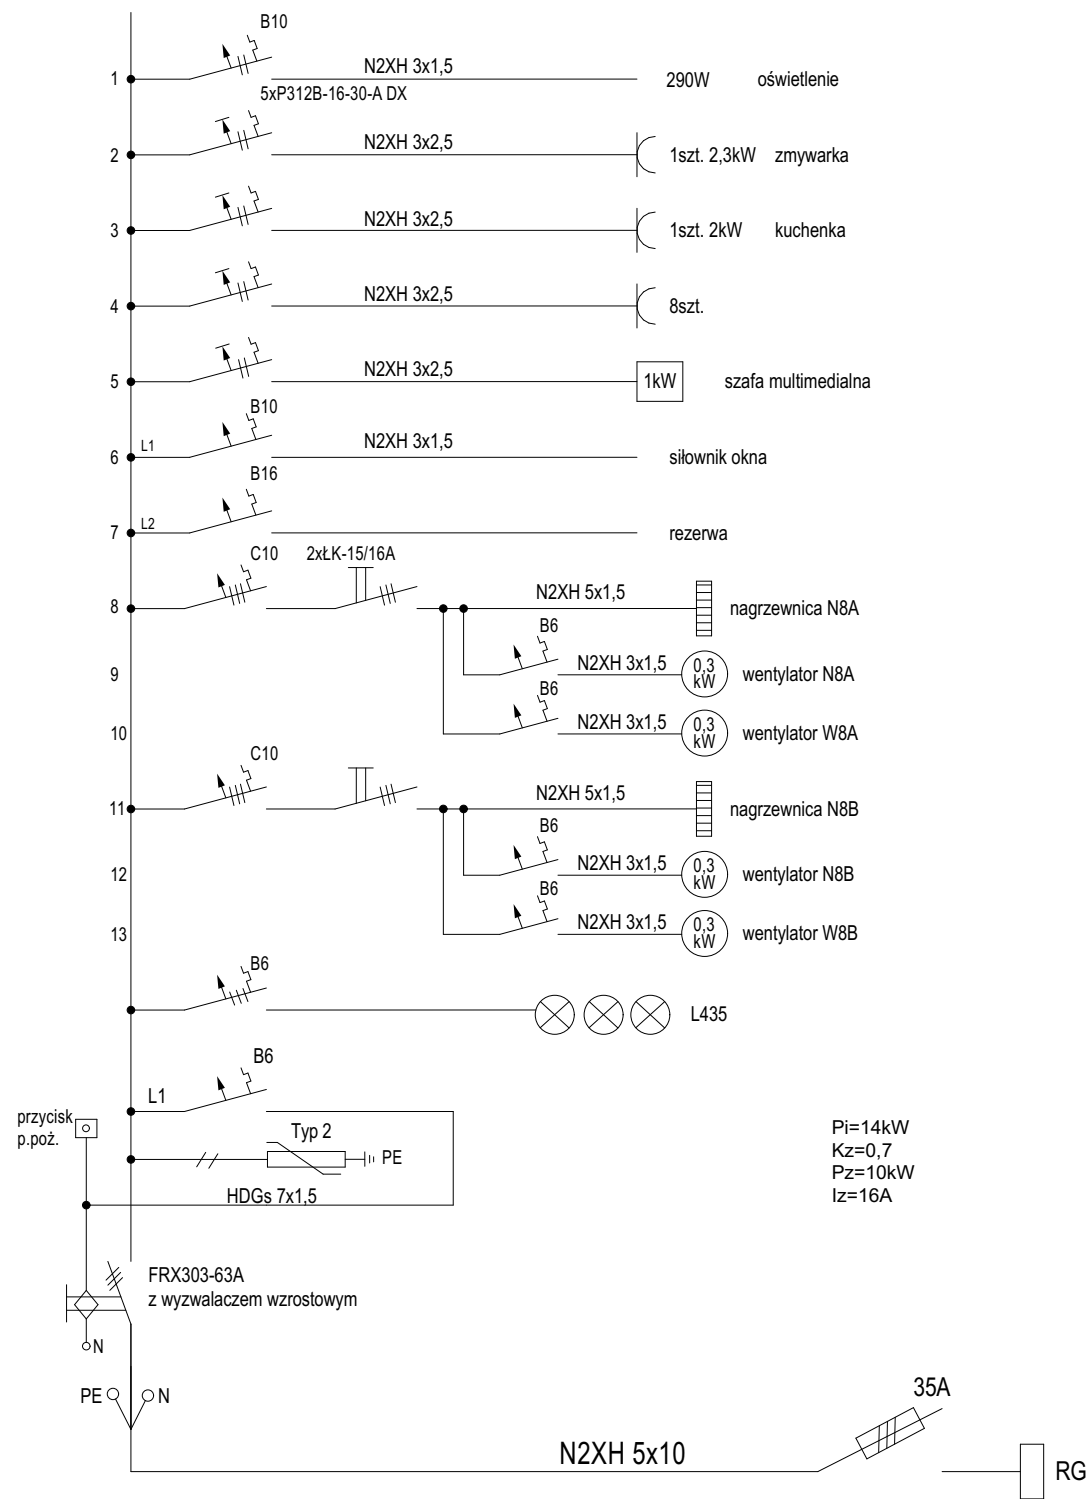 B10
1 N2XH 3x1,5 290W oświetlenie
5xP312B-16-30-A DX
2 N2XH 3x2,5 1szt. 2,3kW zmywarka
3 N2XH 3x2,5 1szt. 2kW kuchenka
4 N2XH 3x2,5 8szt.
5 N2XH 3x2,5 1kW szafa multimedialna
B10
6 L1 N2XH 3x1,5 siłownik okna
B16
7 L2 rezerwa
C10 2xŁK-15/16A
8 N2XH 5x1,5 nagrzewnica N8A
B6
9 N2XH 3x1,5 0,3 kW wentylator N8A
B6
10 N2XH 3x1,5 0,3 kW wentylator W8A
C10
11 N2XH 5x1,5 nagrzewnica N8B
B6
12 N2XH 3x1,5 0,3 kW wentylator N8B
B6
13 N2XH 3x1,5 0,3 kW wentylator W8B
B6
L435
B6
L1
przycisk
p.poż.
Typ 2
PE
HDGs 7x1,5
Pi=14kW
Kz=0,7
Pz=10kW
Iz=16A
FRX303-63A
z wyzwalaczem wzrostowym
N
PE N
35A
N2XH 5x10
RG